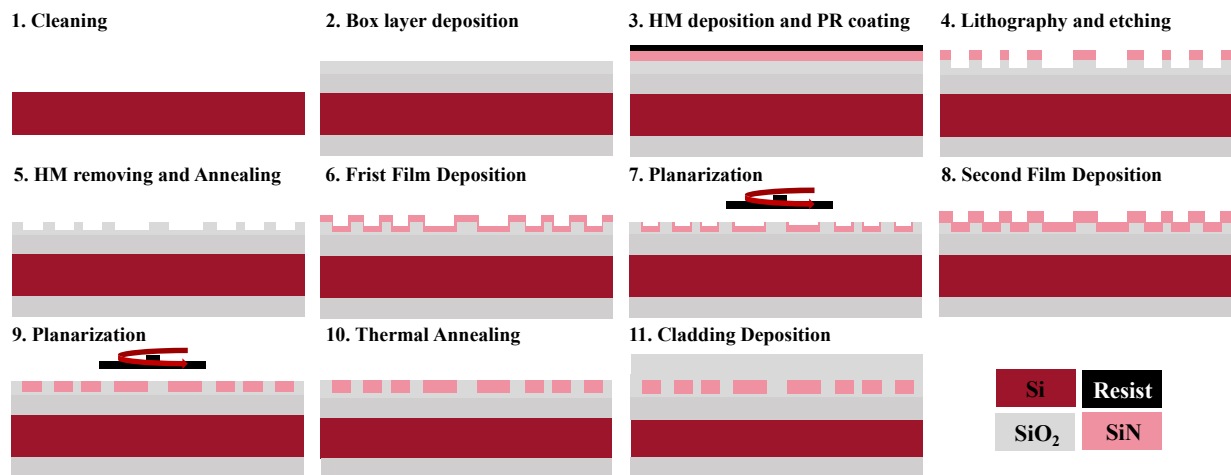 1. Cleaning
2. Box layer deposition
3. HM deposition and PR coating
4. Lithography and etching
5. HM removing and Annealing
6. Frist Film Deposition
7. Planarization
8. Second Film Deposition
9. Planarization
10. Thermal Annealing
11. Cladding Deposition
Si
Resist
SiO₂
SiN